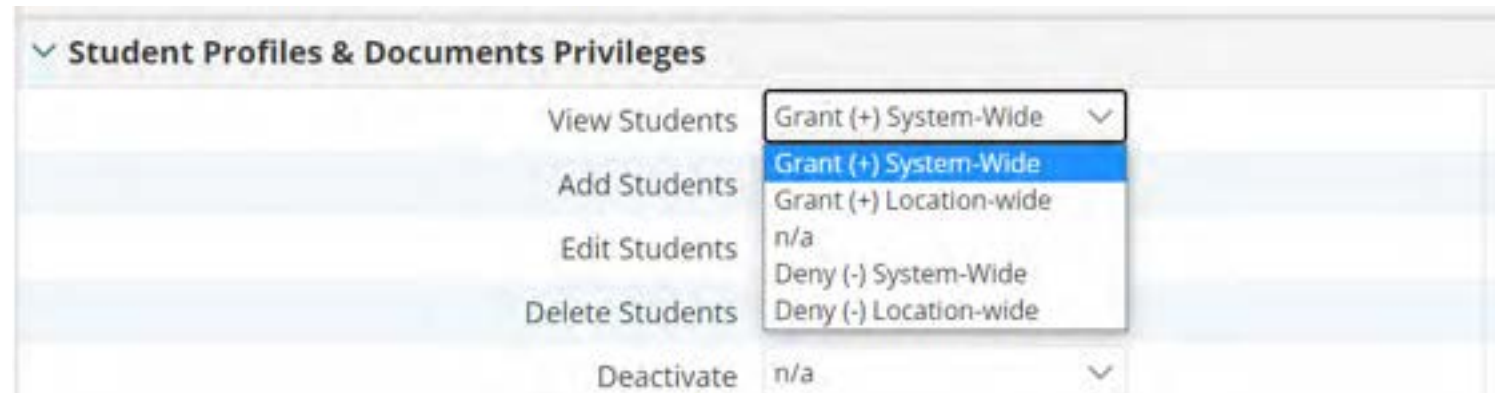 Student Profiles & Documents Privileges
View Students Grant (+) System-Wide
Grant (+) System-Wide
Add Students
Grant (+) Location-wide
Edit Students n/a
Deny (-) System-Wide
Delete Students Deny (-) Location-wide
Deactivate n/a